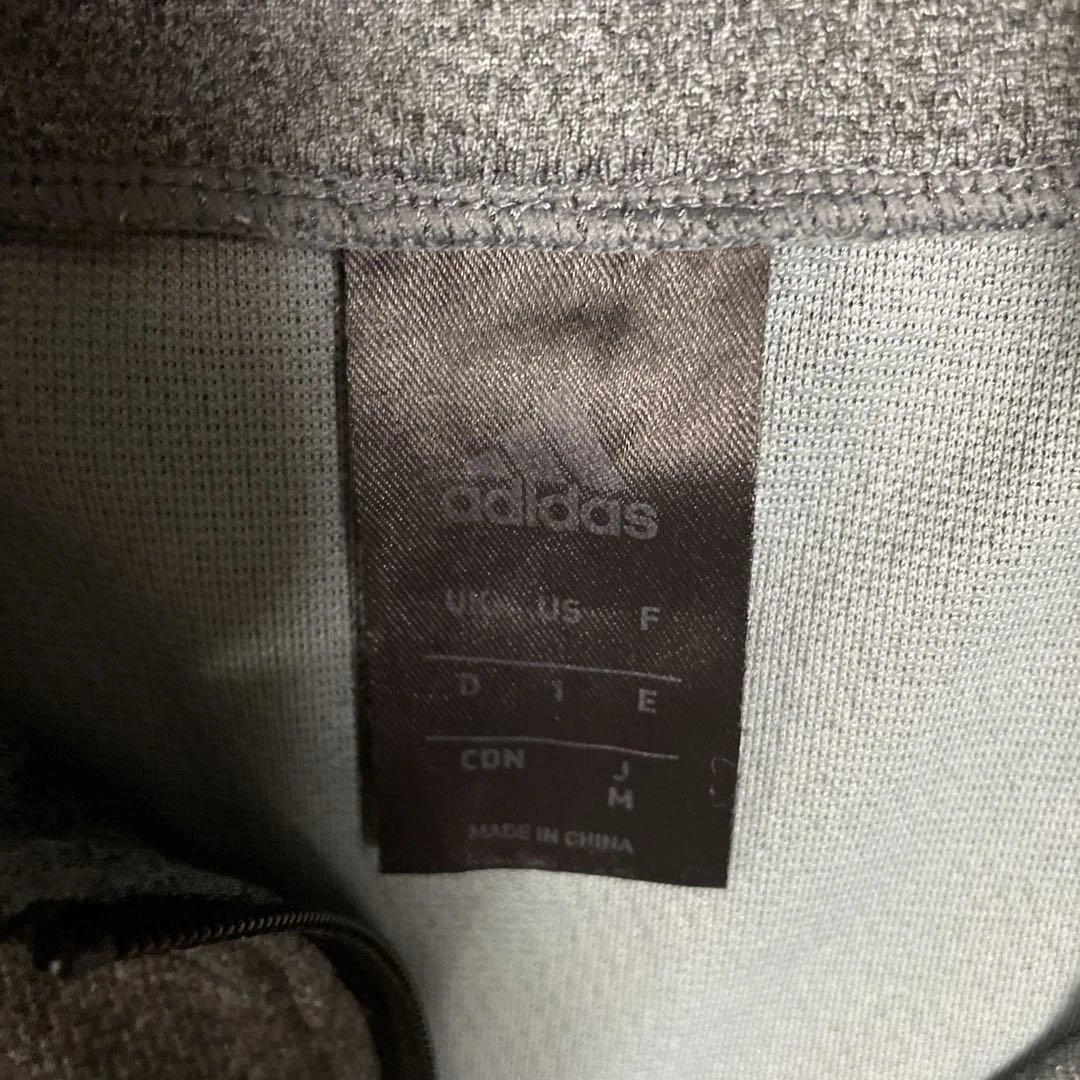 adidas
UK US F
D I E
CDN J
M
MADE IN CHINA